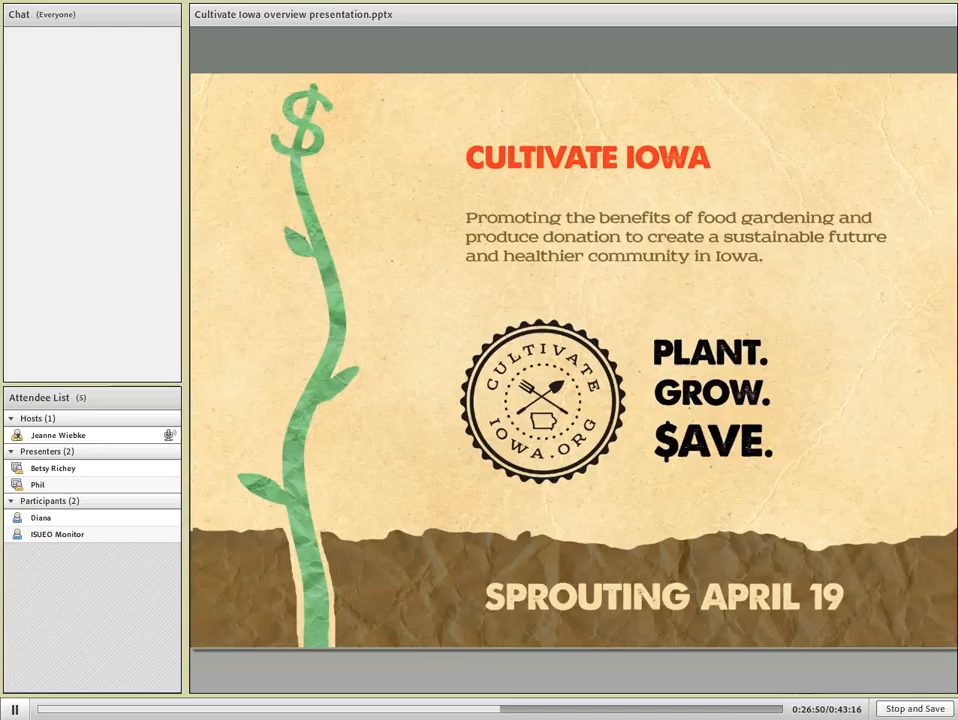 Chat (Everyone)
Cultivate Iowa overview presentation.pptx
CULTIVATE IOWA
Promoting the benefits of food gardening and
produce donation to create a sustainable future
and healthier community in Iowa.
CULTIVATE
IOWA.ORG
PLANT.
GROW.
$AVE.
SPROUTING APRIL 19
Attendee List (5)
Hosts (1)
Jeanne Wiebke
Presenters (2)
Betsy Richey
Phil
Participants (2)
Diana
ISUEO Monitor
0:26:50/0:43:16
Stop and Save